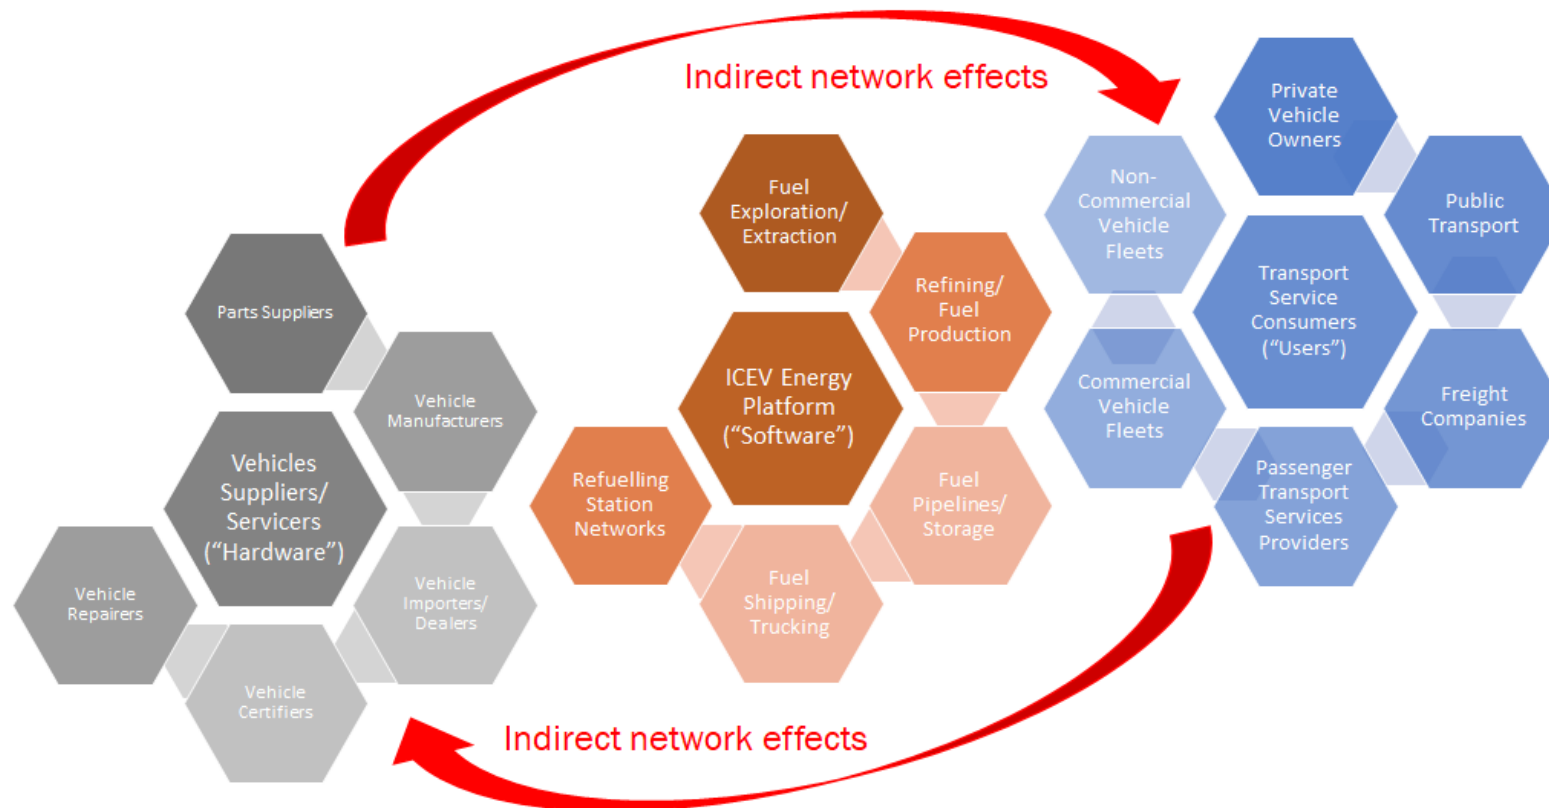 Indirect network effects
Parts Suppliers
Vehicle
Manufacturers
Vehicles
Suppliers/
Servicers
("Hardware")
Vehicle
Repairers
Vehicle
Importers/
Dealers
Vehicle
Certifiers
Fuel
Exploration/
Extraction
Refining/
Fuel
Production
ICEV Energy
Platform
("Software")
Refuelling
Station
Networks
Fuel
Pipelines/
Storage
Fuel
Shipping/
Trucking
Private
Vehicle
Owners
Non-
Commercial
Vehicle
Fleets
Public
Transport
Transport
Service
Consumers
("Users")
Commercial
Vehicle
Fleets
Freight
Companies
Passenger
Transport
Services
Providers
Indirect network effects